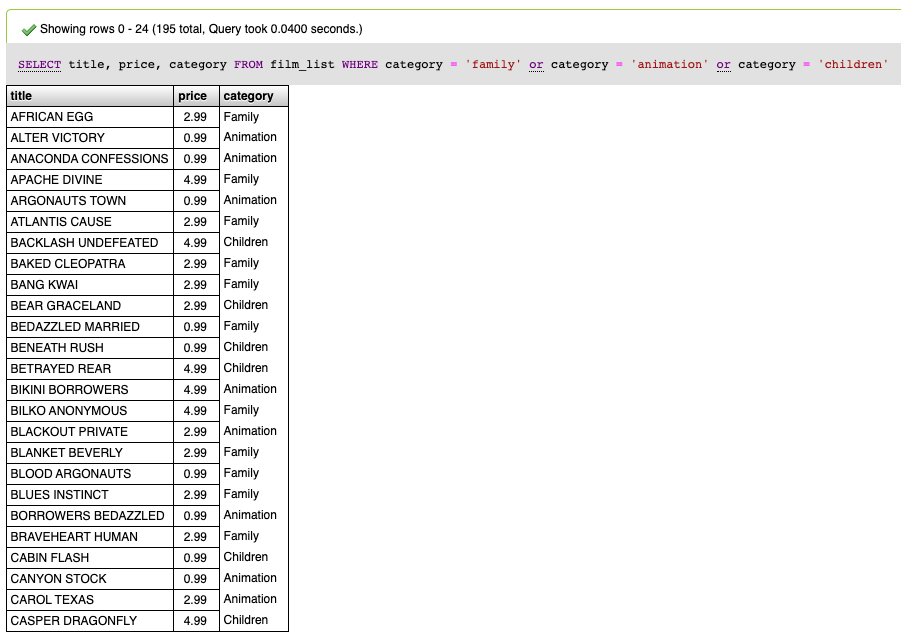 Showing rows 0 - 24 (195 total, Query took 0.0400 seconds.)
SELECT title, price, category FROM film_list WHERE category = 'family' or category = 'animation' or category = 'children'
title price category
AFRICAN EGG 2.99 Family
ALTER VICTORY 0.99 Animation
ANACONDA CONFESSIONS 0.99 Animation
APACHE DIVINE 4.99 Family
ARGONAUTS TOWN 0.99 Animation
ATLANTIS CAUSE 2.99 Family
BACKLASH UNDEFEATED 4.99 Children
BAKED CLEOPATRA 2.99 Family
BANG KWAI 2.99 Family
BEAR GRACELAND 2.99 Children
BEDAZZLED MARRIED 0.99 Family
BENEATH RUSH 0.99 Children
BETRAYED REAR 4.99 Children
BIKINI BORROWERS 4.99 Animation
BILKO ANONYMOUS 4.99 Family
BLACKOUT PRIVATE 2.99 Animation
BLANKET BEVERLY 2.99 Family
BLOOD ARGONAUTS 0.99 Family
BLUES INSTINCT 2.99 Family
BORROWERS BEDAZZLED 0.99 Animation
BRAVEHEART HUMAN 2.99 Family
CABIN FLASH 0.99 Children
CANYON STOCK 0.99 Animation
CAROL TEXAS 2.99 Animation
CASPER DRAGONFLY 4.99 Children